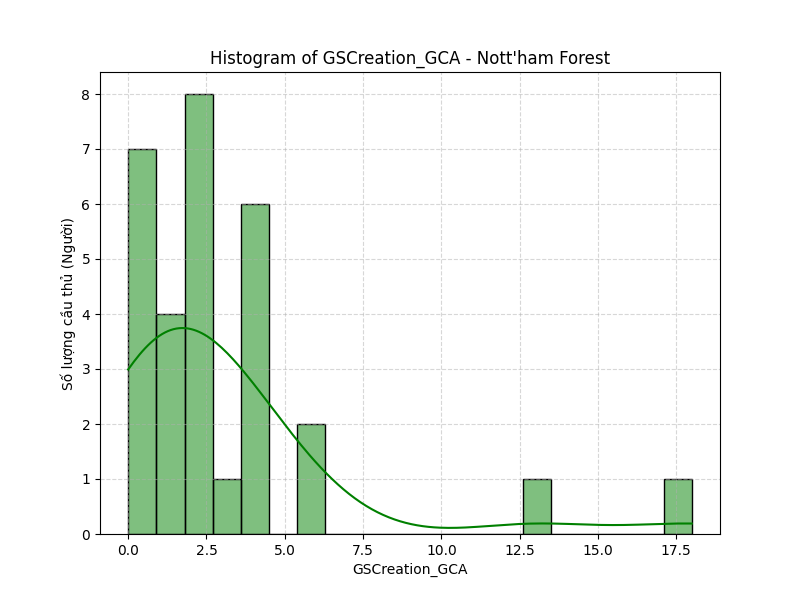 Histogram of GSCreation_GCA - Nott'ham Forest
8
7
6
5
4
3
2
1
0
Số lượng cầu thủ (Người)
0.0 2.5 5.0 7.5 10.0 12.5 15.0 17.5
GSCreation_GCA